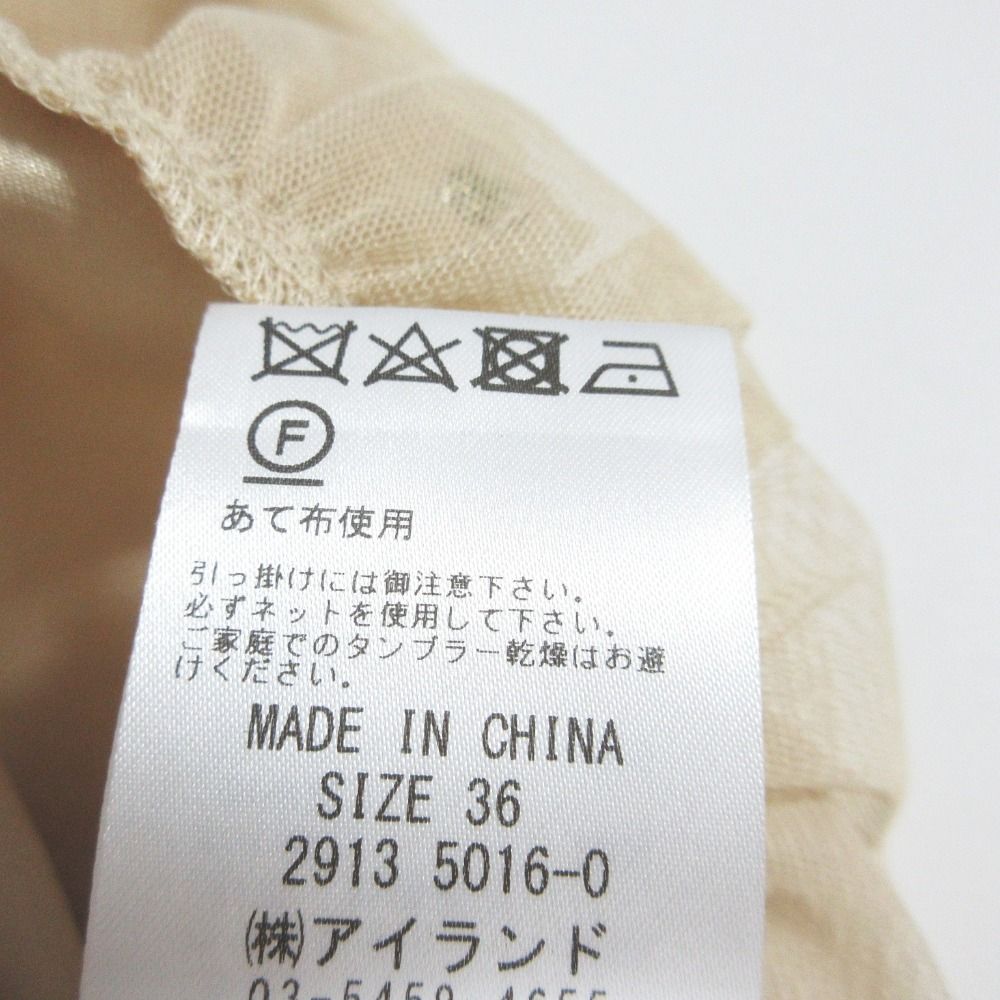 F
あて布使用
引っ掛けには御注意下さい。
必ずネットを使用して下さい。
ご家庭でのタンブラー乾燥はお避
けください。
MADE IN CHINA
SIZE 36
2913 5016-0
㈱アイランド
03-5459-4655